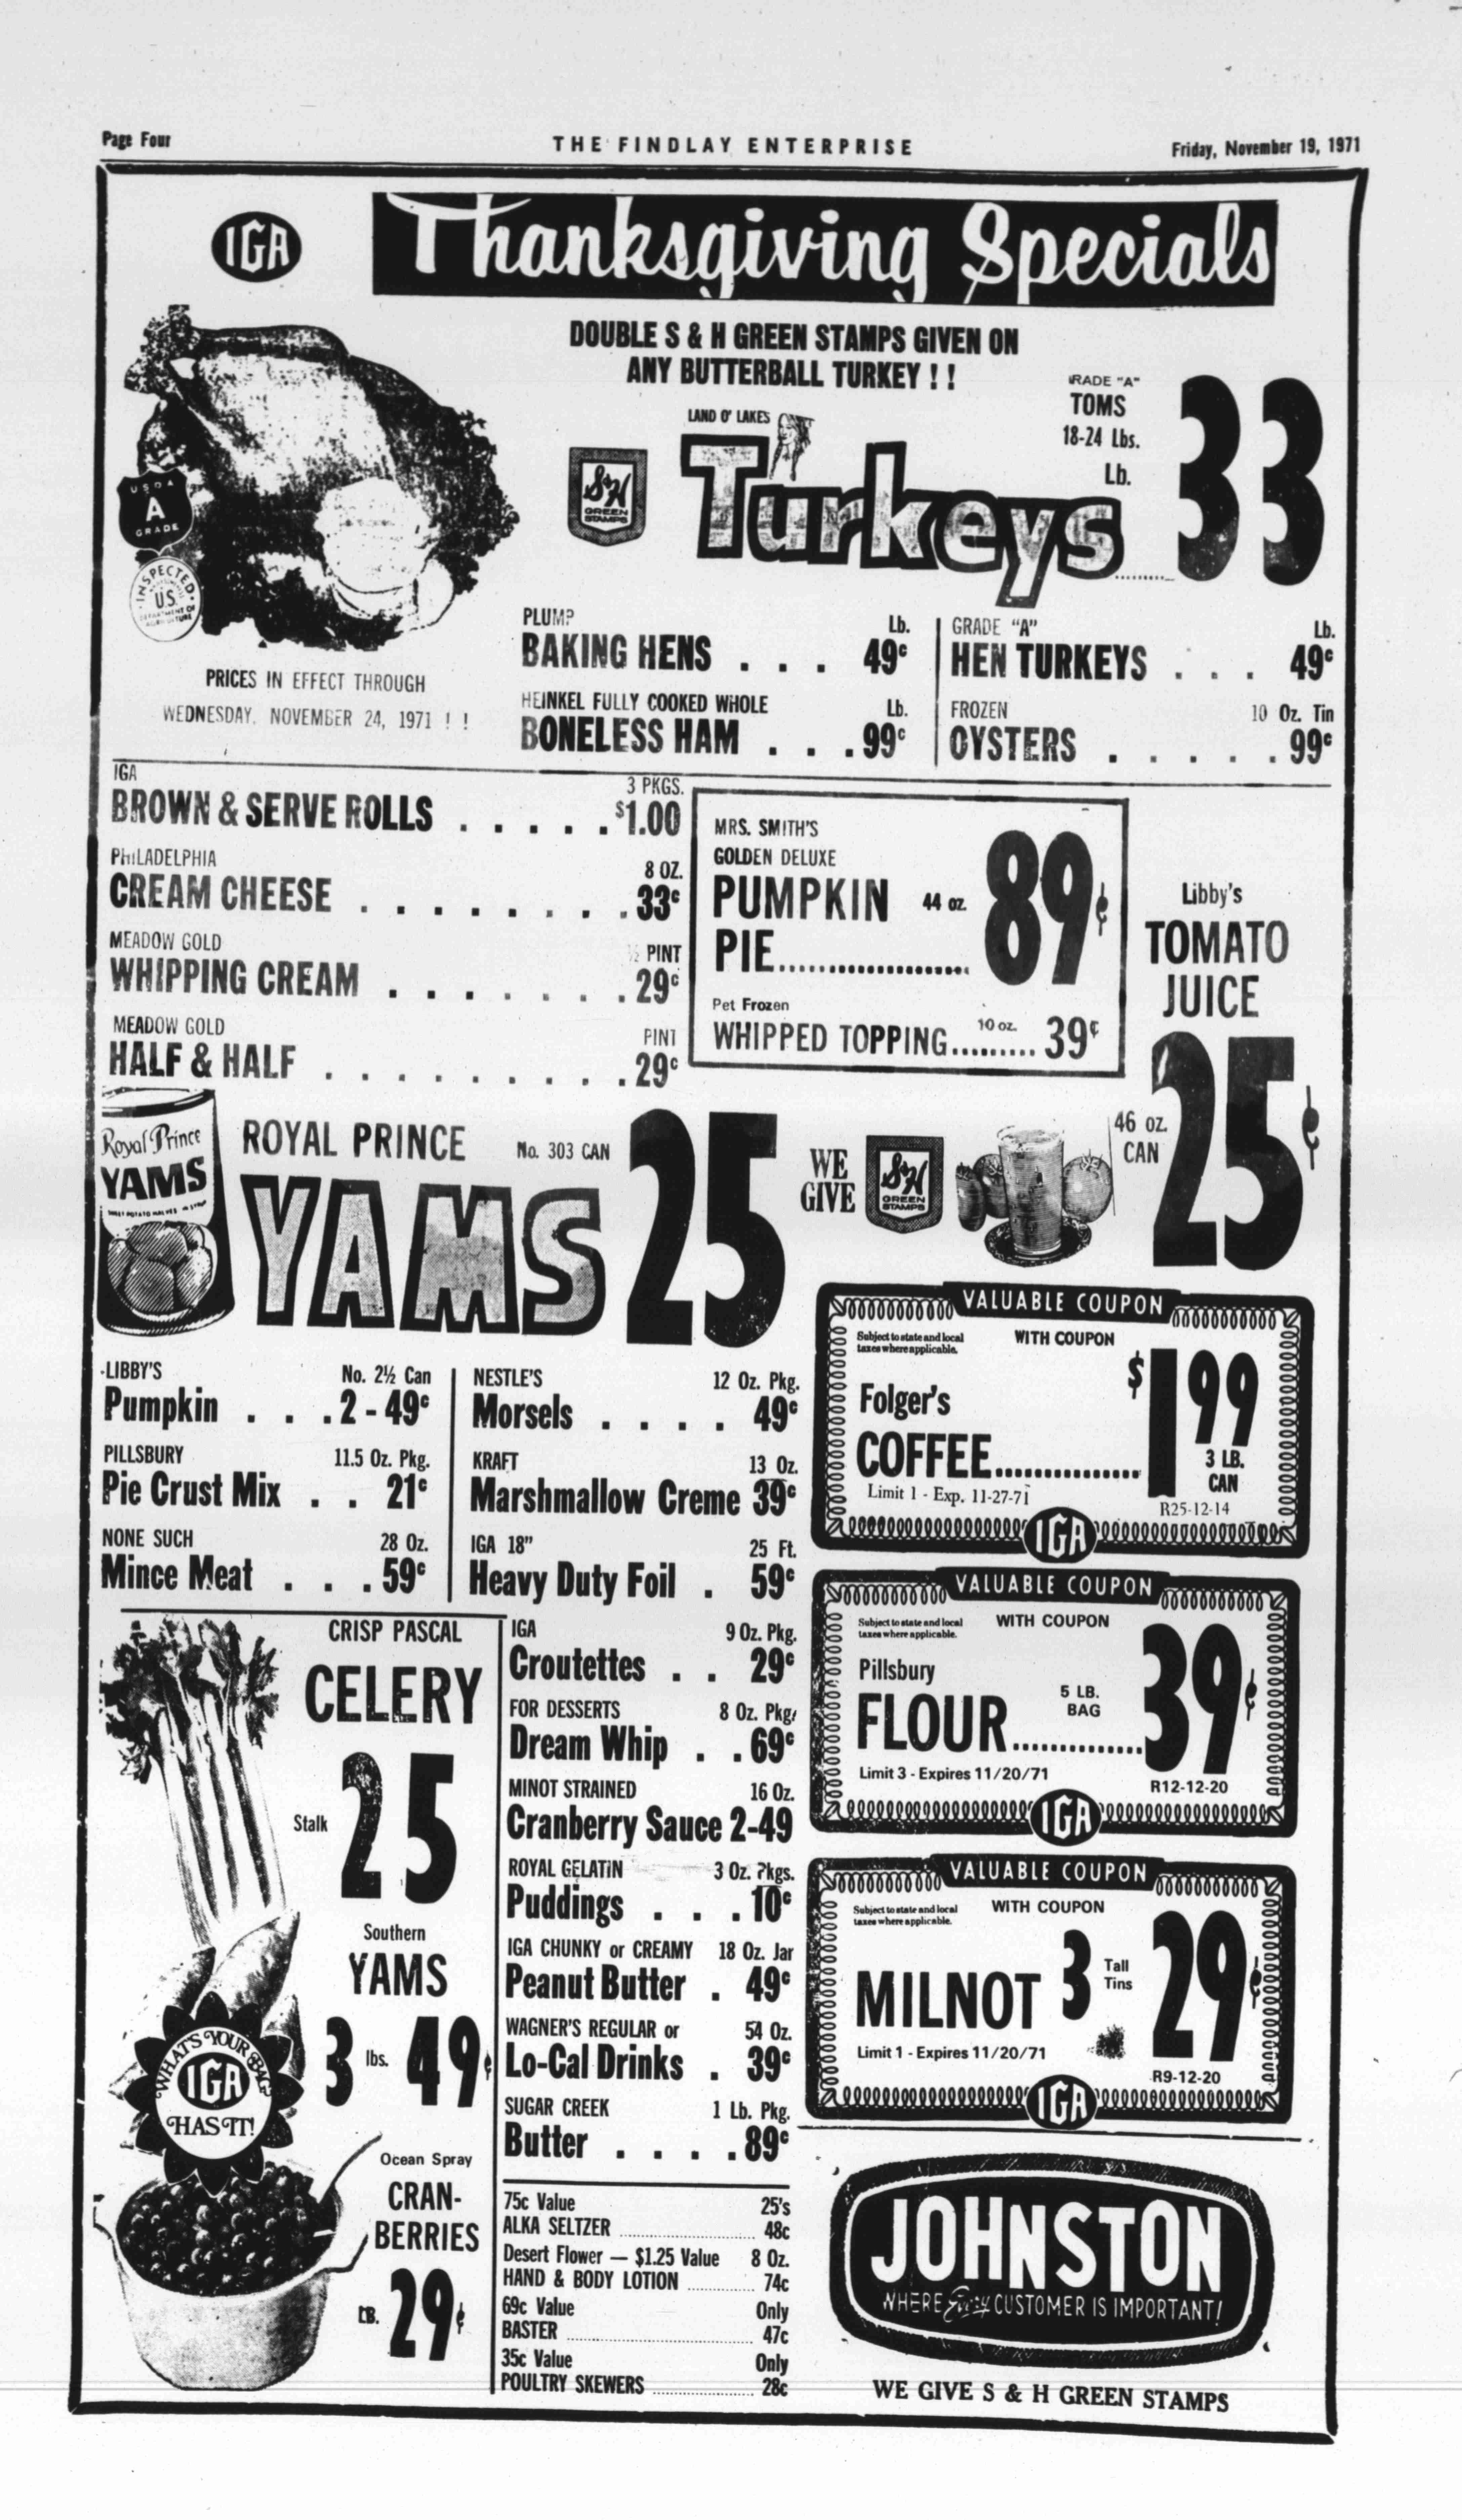 Page Four
THE FINDLAY ENTERPRISE
Friday, November 19, 1971
IGA
Thanksgiving Specials
DOUBLE S & H GREEN STAMPS GIVEN ON
ANY BUTTERBALL TURKEY ! !
LAND O' LAKES
S&H
GREEN
STAMPS
Turkeys
RADE "A"
TOMS
18-24 Lbs.
Lb.
33
USDA
A
GRADE
INSPECTED
U.S.
DEPARTMENT OF
AGRICULTURE
PRICES IN EFFECT THROUGH
WEDNESDAY, NOVEMBER 24, 1971 ! !
PLUMP Lb.
BAKING HENS . . . 49¢
HEINKEL FULLY COOKED WHOLE Lb.
BONELESS HAM . . . 99¢
GRADE "A" Lb.
HEN TURKEYS . . . 49¢
FROZEN 10 Oz. Tin
OYSTERS . . . . . 99¢
IGA 3 PKGS.
BROWN & SERVE ROLLS . . . . . $1.00
PHILADELPHIA 8 OZ.
CREAM CHEESE . . . . . . . . 33¢
MEADOW GOLD ½ PINT
WHIPPING CREAM . . . . . . . 29¢
MEADOW GOLD PINT
HALF & HALF . . . . . . . . . 29¢
MRS. SMITH'S
GOLDEN DELUXE
PUMPKIN 44 oz. 89¢
PIE......................
Pet Frozen
WHIPPED TOPPING......... 10 oz. 39¢
Libby's
TOMATO
JUICE
46 oz.
CAN
25¢
Royal Prince
YAMS
ROYAL PRINCE No. 303 CAN
YAMS 25
WE
GIVE
S&H
GREEN
STAMPS
LIBBY'S No. 2½ Can
Pumpkin . . . 2 - 49¢
PILLSBURY 11.5 Oz. Pkg.
Pie Crust Mix . . 21¢
NONE SUCH 28 Oz.
Mince Meat . . . 59¢
NESTLE'S 12 Oz. Pkg.
Morsels . . . . 49¢
KRAFT 13 Oz.
Marshmallow Creme 39¢
IGA 18" 25 Ft.
Heavy Duty Foil . 59¢
VALUABLE COUPON
Subject to state and local
taxes where applicable.
WITH COUPON
Folger's
COFFEE................
$1.99
3 LB.
CAN
Limit 1 - Exp. 11-27-71
R25-12-14
IGA
VALUABLE COUPON
Subject to state and local
taxes where applicable.
WITH COUPON
Pillsbury
FLOUR..............
5 LB.
BAG
39¢
Limit 3 - Expires 11/20/71
R12-12-20
IGA
VALUABLE COUPON
Subject to state and local
taxes where applicable.
WITH COUPON
MILNOT 3 Tall
Tins
29¢
Limit 1 - Expires 11/20/71
R9-12-20
IGA
CRISP PASCAL
CELERY
Stalk 25
Southern
YAMS
3 lbs. 49¢
WHAT'S YOUR BAG?
IGA
HAS IT!
Ocean Spray
CRAN-
BERRIES
LB. 29¢
IGA 9 Oz. Pkg.
Croutettes . . 29¢
FOR DESSERTS 8 Oz. Pkg.
Dream Whip . . 69¢
MINOT STRAINED 16 Oz.
Cranberry Sauce 2-49
ROYAL GELATIN 3 Oz. Pkgs.
Puddings . . . 10¢
IGA CHUNKY or CREAMY 18 Oz. Jar
Peanut Butter . 49¢
WAGNER'S REGULAR or 54 Oz.
Lo-Cal Drinks . 39¢
SUGAR CREEK 1 Lb. Pkg.
Butter . . . . 89¢
75c Value 25's
ALKA SELTZER .......... 48c
Desert Flower — $1.25 Value 8 Oz.
HAND & BODY LOTION .......... 74c
69c Value Only
BASTER .......... 47c
35c Value Only
POULTRY SKEWERS .......... 28c
JOHNSTON
WHERE Every CUSTOMER IS IMPORTANT!
WE GIVE S & H GREEN STAMPS